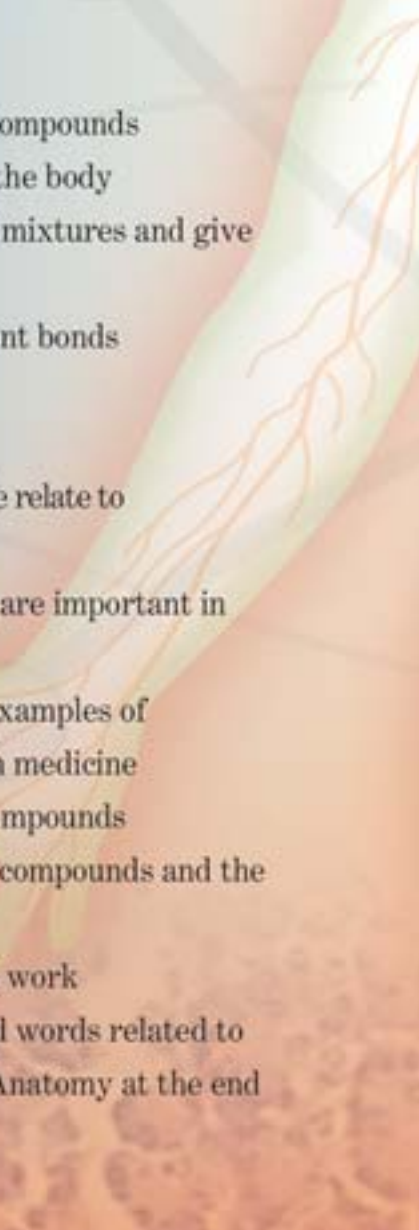 ompounds
the body
mixtures and give
nt bonds
e relate to
are important in
xamples of
n medicine
mpounds
compounds and the
work
d words related to
Anatomy at the end